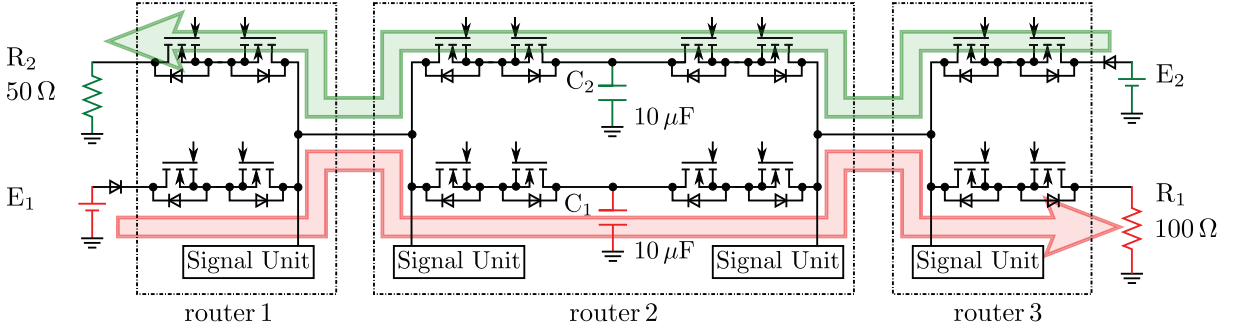 R₂
50 Ω
E₁
C₂
10 μF
C₁
10 μF
E₂
R₁
100 Ω
Signal Unit
Signal Unit
Signal Unit
Signal Unit
router 1
router 2
router 3